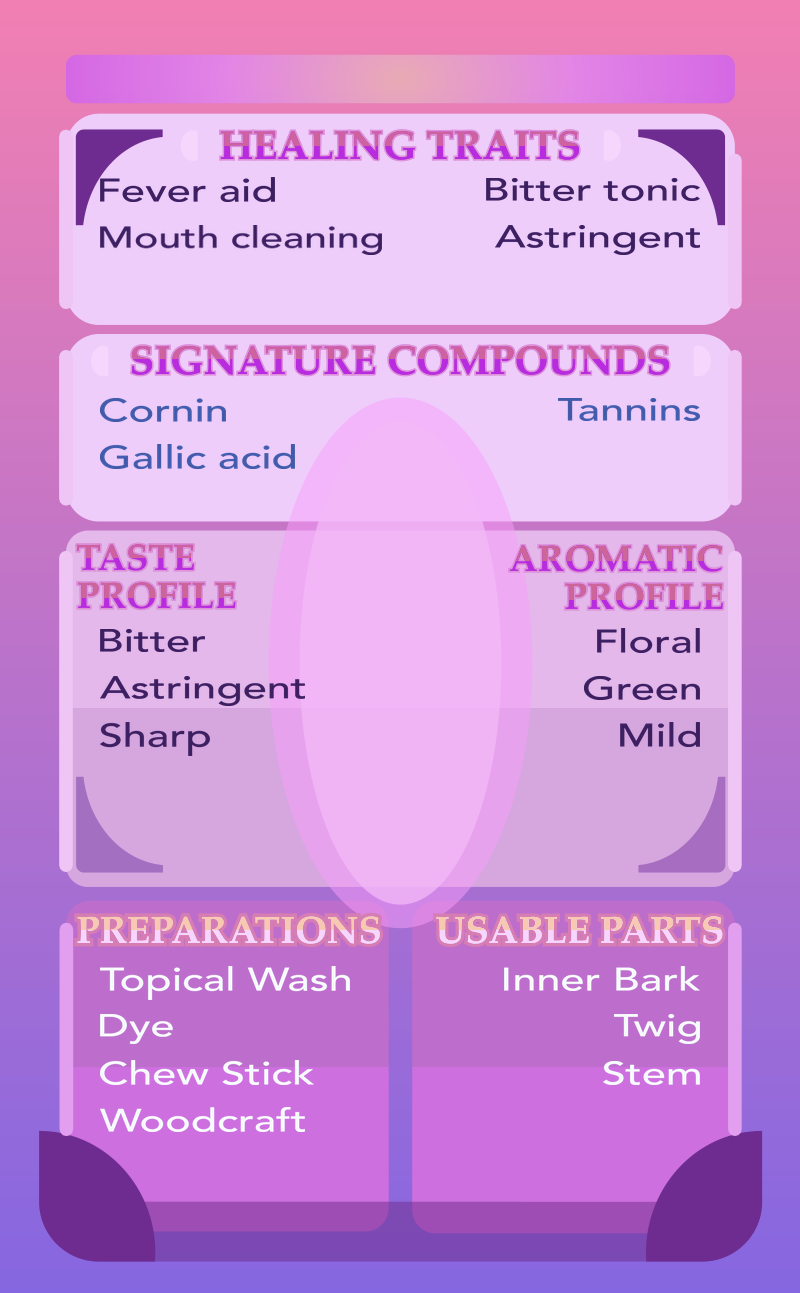 HEALING TRAITS
Fever aid
Bitter tonic
Mouth cleaning
Astringent
SIGNATURE COMPOUNDS
Cornin
Tannins
Gallic acid
TASTE
PROFILE
Bitter
Astringent
Sharp
AROMATIC
PROFILE
Floral
Green
Mild
PREPARATIONS
Topical Wash
Dye
Chew Stick
Woodcraft
USABLE PARTS
Inner Bark
Twig
Stem